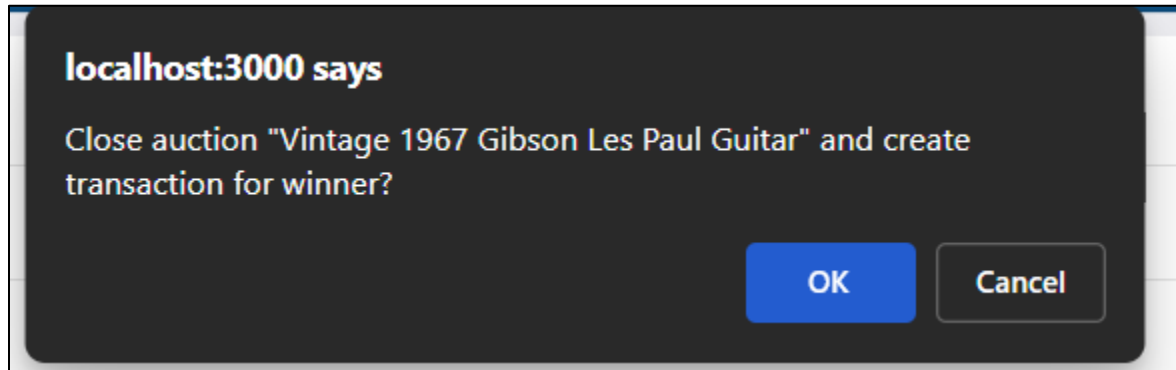 localhost:3000 says
Close auction "Vintage 1967 Gibson Les Paul Guitar" and create
transaction for winner?
OK
Cancel